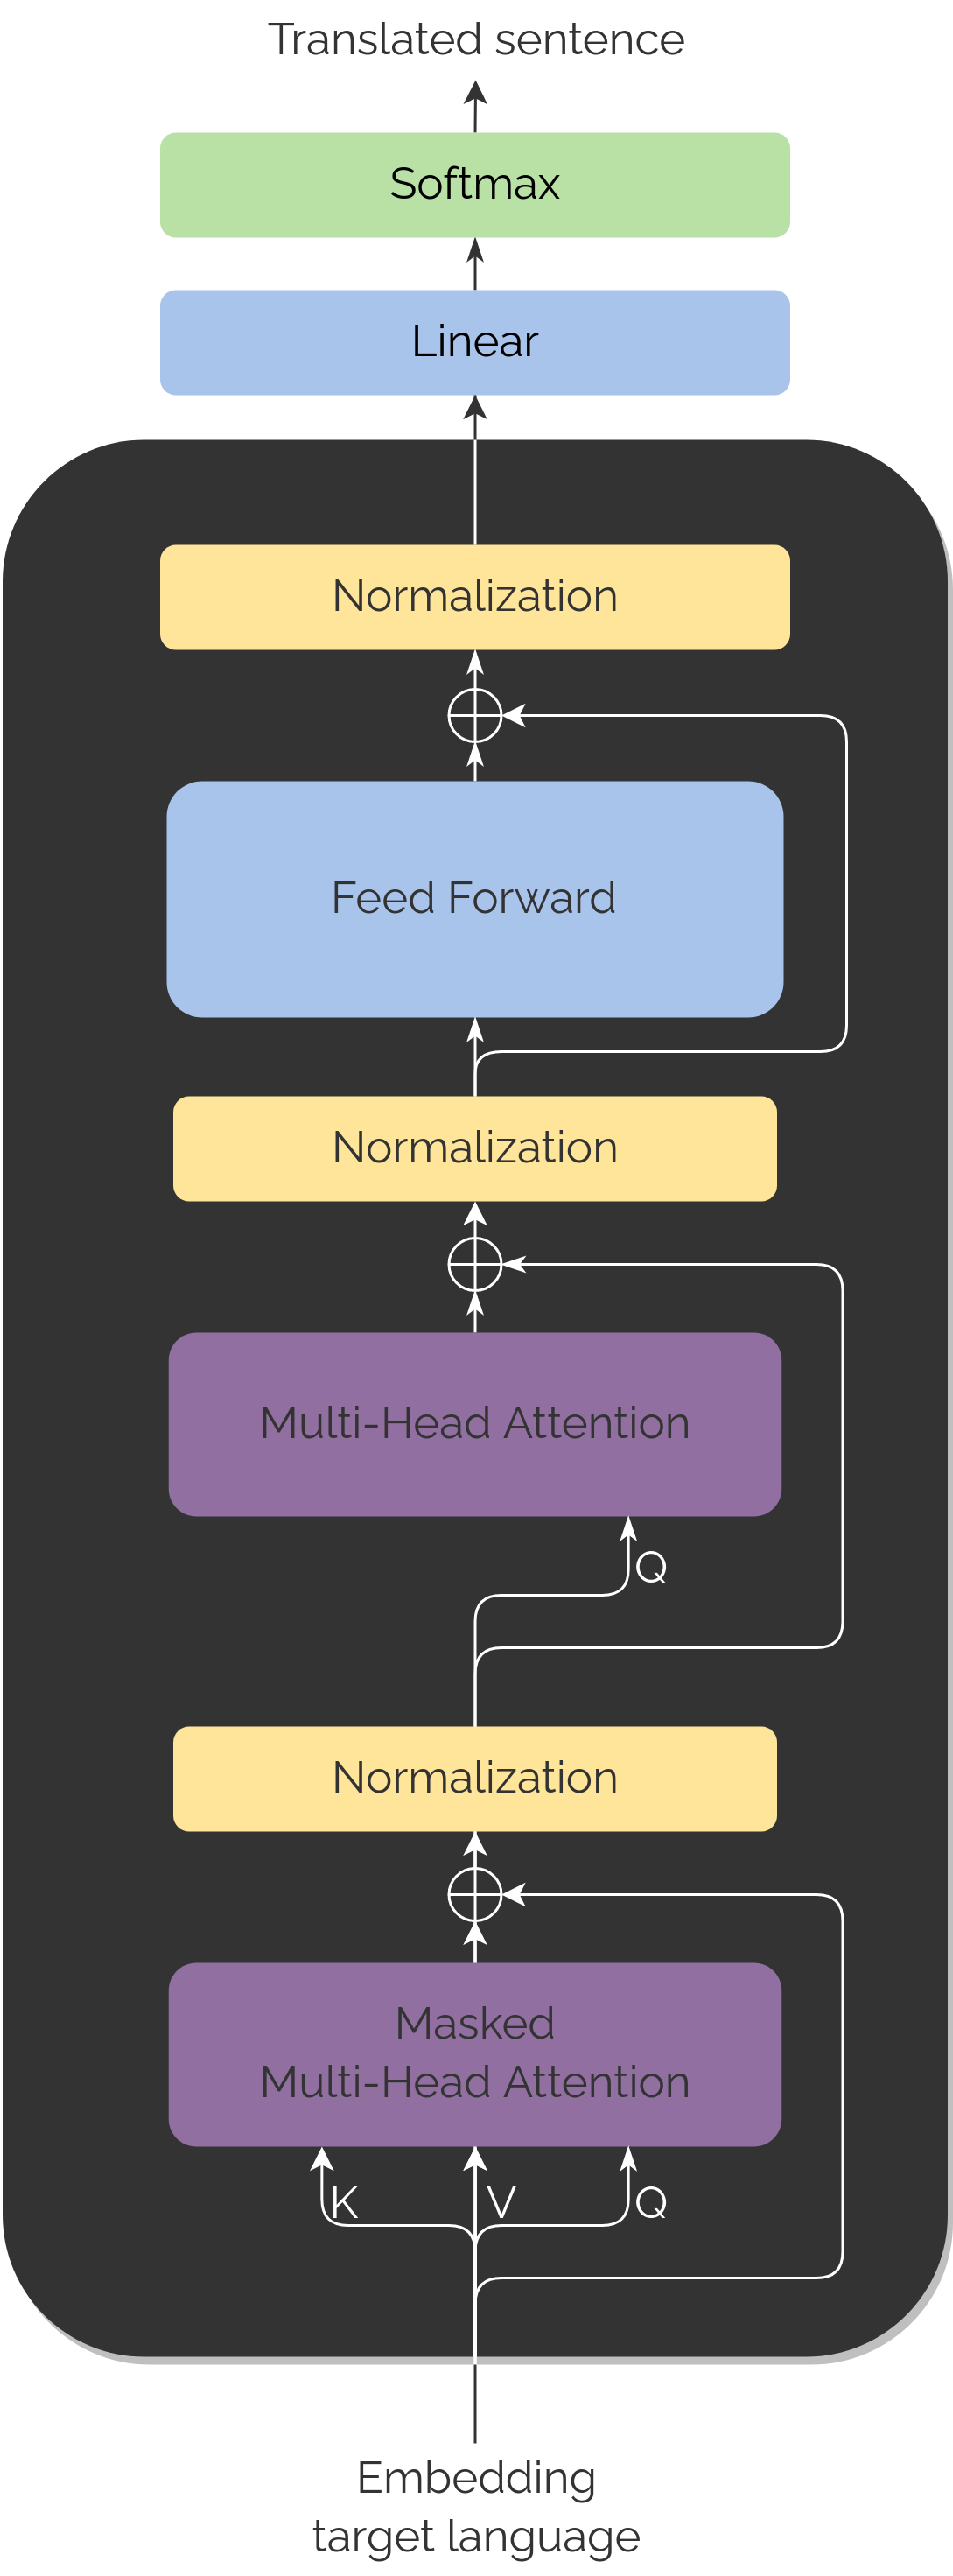 Translated sentence
Softmax
Linear
Normalization
Feed Forward
Normalization
Multi-Head Attention
Q
Normalization
Masked
Multi-Head Attention
K V Q
Embedding
target language